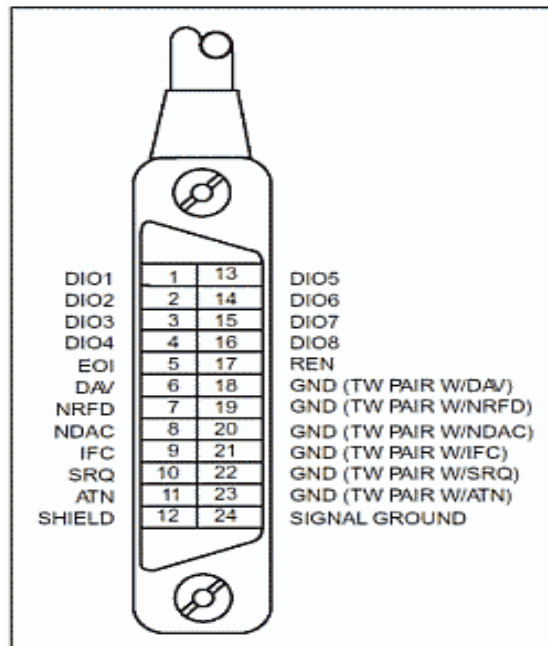 DIO1 1 13 DIO5
DIO2 2 14 DIO6
DIO3 3 15 DIO7
DIO4 4 16 DIO8
EOI 5 17 REN
DAV 6 18 GND (TW PAIR W/DAV)
NRFD 7 19 GND (TW PAIR W/NRFD)
NDAC 8 20 GND (TW PAIR W/NDAC)
IFC 9 21 GND (TW PAIR W/IFC)
SRQ 10 22 GND (TW PAIR W/SRQ)
ATN 11 23 GND (TW PAIR W/ATN)
SHIELD 12 24 SIGNAL GROUND